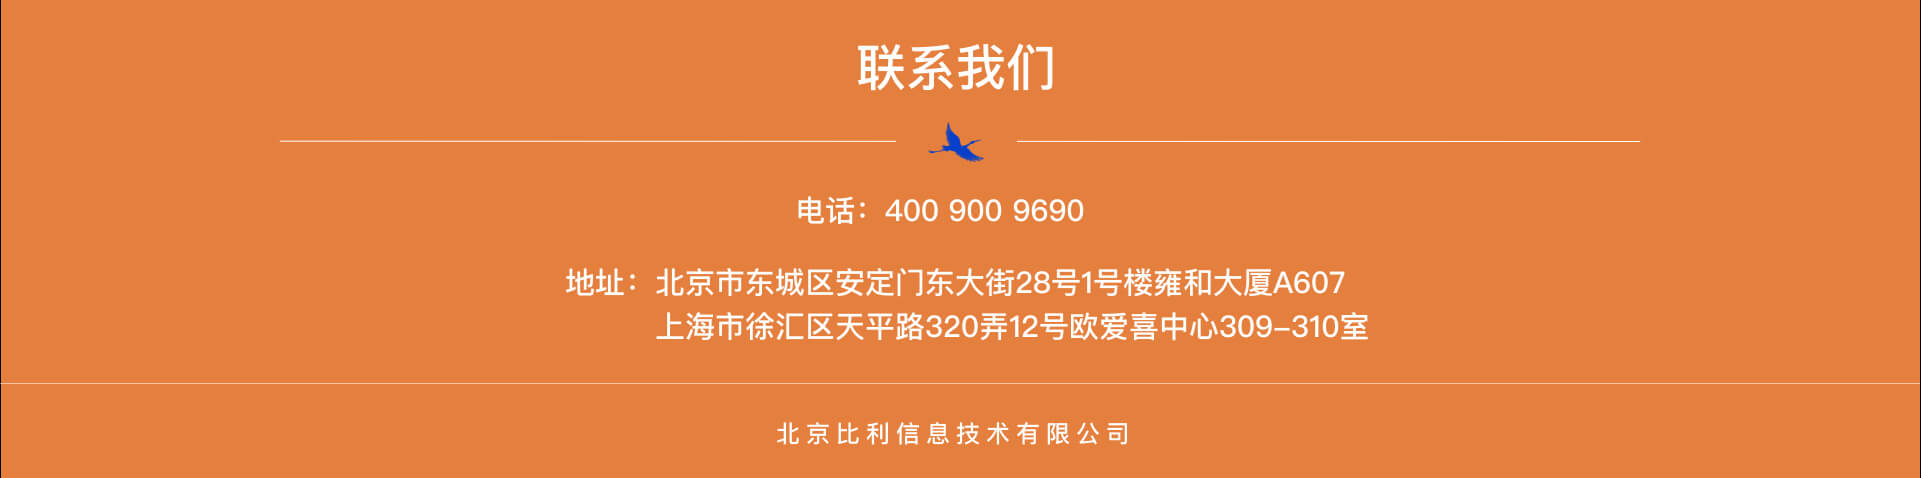 联系我们
电话：400 900 9690
地址：北京市东城区安定门东大街28号1号楼雍和大厦A607
上海市徐汇区天平路320弄12号欧爱喜中心309-310室
北京比利信息技术有限公司